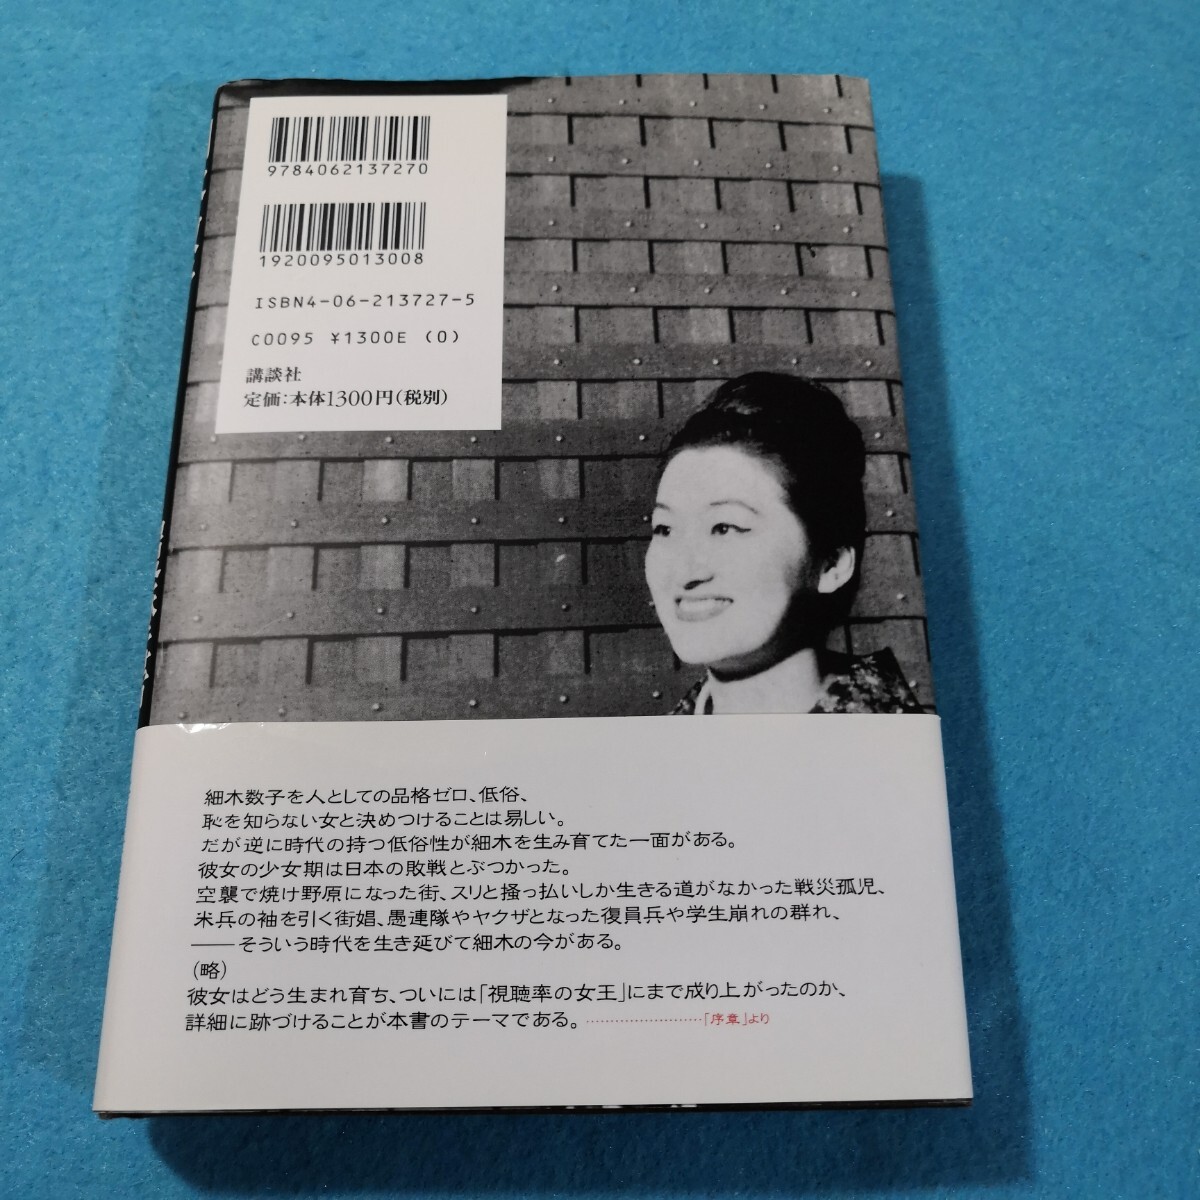 9784062137270
1920095013008
ISBN4-06-213727-5
C0095 ¥1300E (0)
講談社
定価：本体1300円（税別）
細木数子を人としての品格ゼロ、低俗、
恥を知らない女と決めつけることは易しい。
だが逆に時代の持つ低俗性が細木を生み育てた一面がある。
彼女の少女期は日本の敗戦とぶつかった。
空襲で焼け野原になった街、スリと掻っ払いしか生きる道がなかった戦災孤児、
米兵の袖を引く街娼、愚連隊やヤクザとなった復員兵や学生崩れの群れ、
——そういう時代を生き延びて細木の今がある。
（略）
彼女はどう生まれ育ち、ついには「視聴率の女王」にまで成り上がったのか、
詳細に跡づけることが本書のテーマである。……………………「序章」より